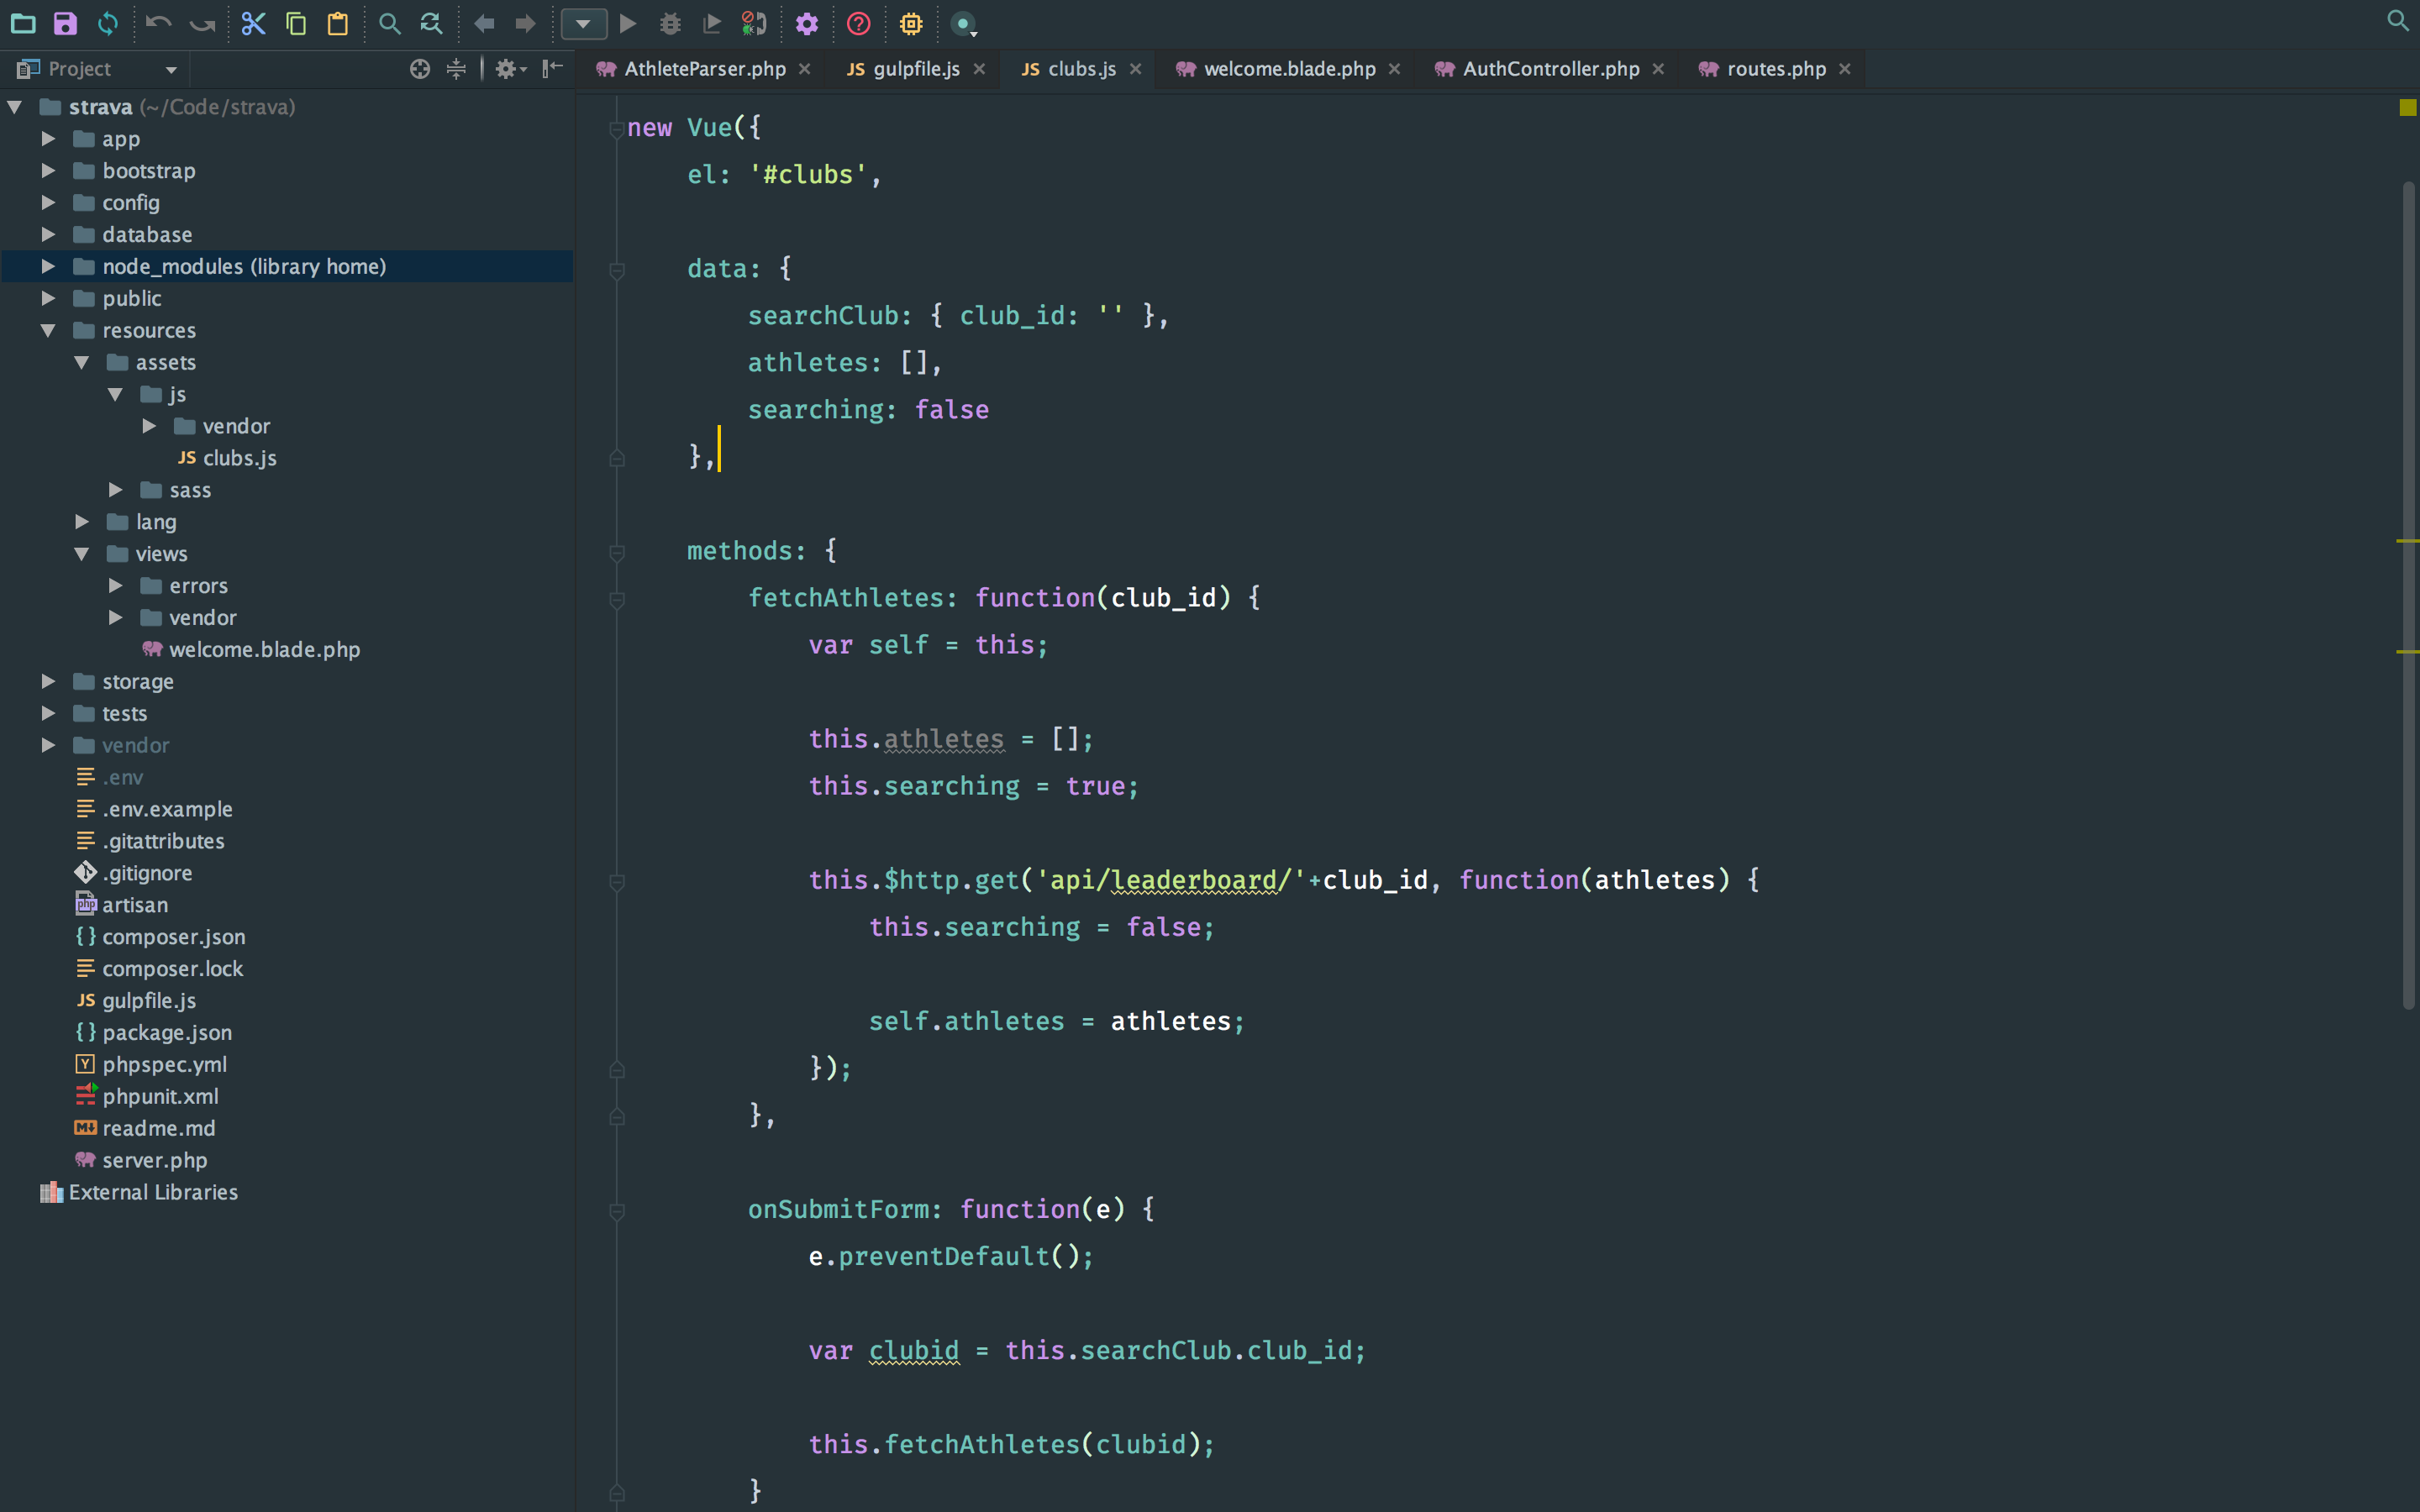 Project
strava (~/Code/strava)
app
bootstrap
config
database
node_modules (library home)
public
resources
assets
js
vendor
JS clubs.js
sass
lang
views
errors
vendor
welcome.blade.php
storage
tests
vendor
.env
.env.example
.gitattributes
.gitignore
php artisan
{} composer.json
composer.lock
JS gulpfile.js
{} package.json
Y phpspec.yml
phpunit.xml
M readme.md
server.php
External Libraries
AthleteParser.php JS gulpfile.js JS clubs.js welcome.blade.php AuthController.php routes.php
new Vue({
el: '#clubs',
data: {
searchClub: { club_id: '' },
athletes: [],
searching: false
},
methods: {
fetchAthletes: function(club_id) {
var self = this;
this.athletes = [];
this.searching = true;
this.$http.get('api/leaderboard/'+club_id, function(athletes) {
this.searching = false;
self.athletes = athletes;
});
},
onSubmitForm: function(e) {
e.preventDefault();
var clubid = this.searchClub.club_id;
this.fetchAthletes(clubid);
}